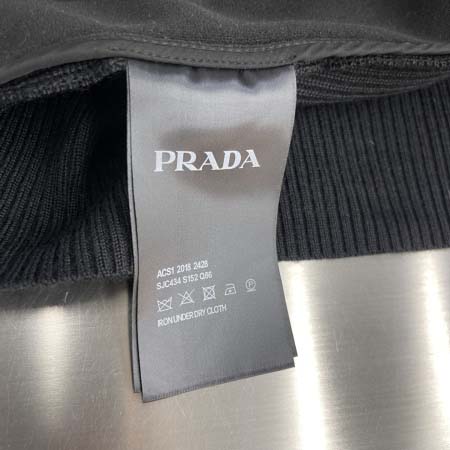 PRADA
ACS1 2018 2428
SJC434 S152 Q86
IRON UNDER DRY CLOTH